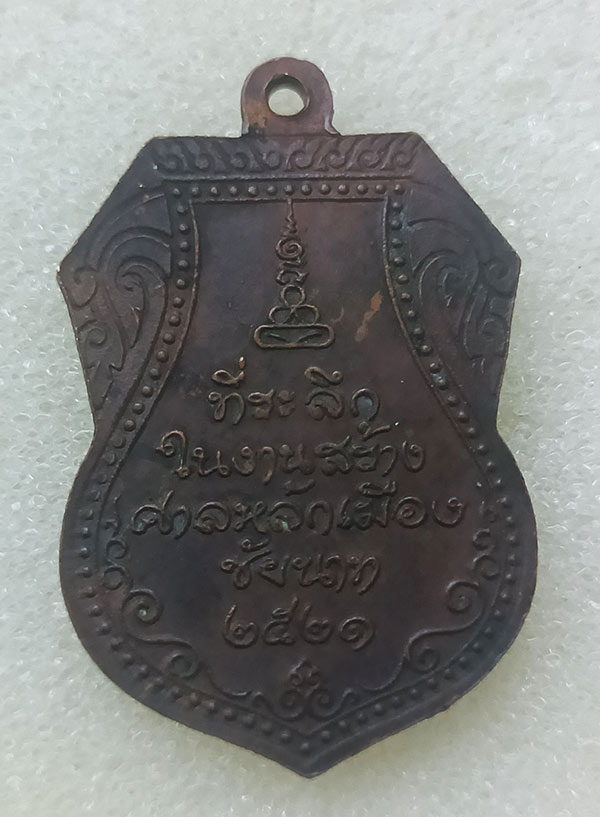 ที่ระลึก
ในงานสร้าง
ศาลหลักเมือง
ชัยนาท
๒๕๒๑